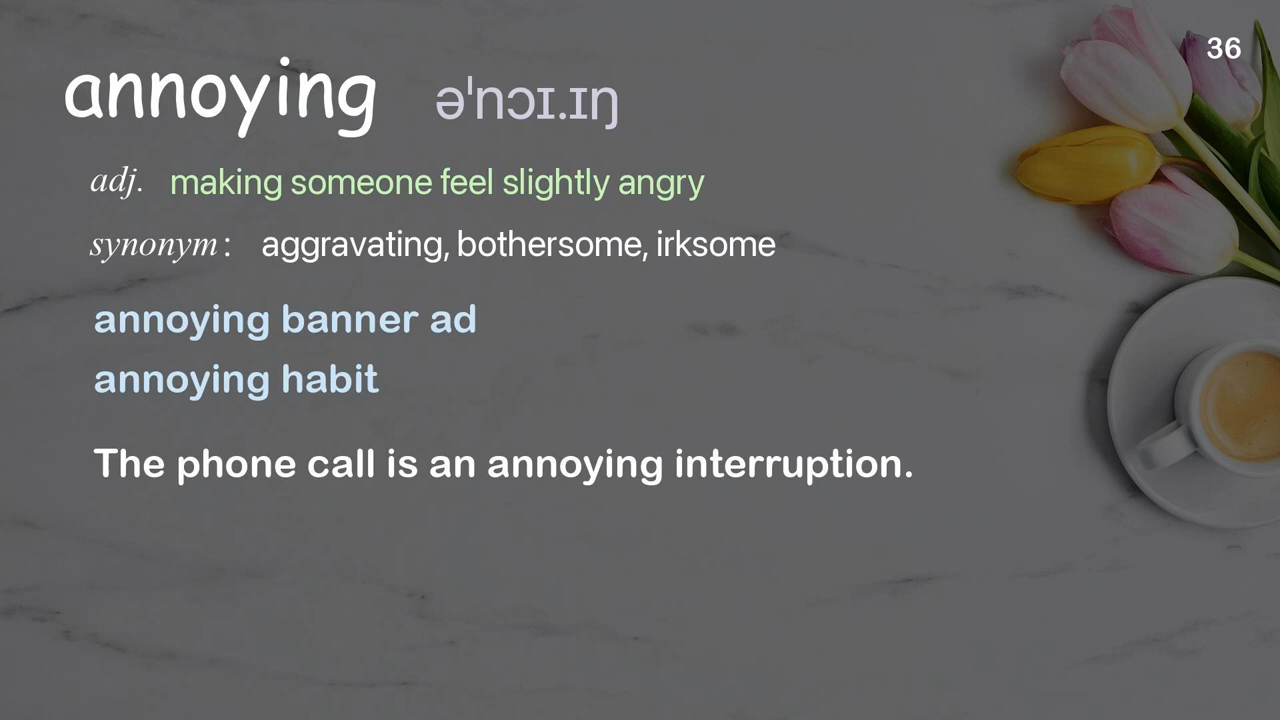 36
annoying ə'nɔɪ.ɪŋ
adj. making someone feel slightly angry
synonym: aggravating, bothersome, irksome
annoying banner ad
annoying habit
The phone call is an annoying interruption.